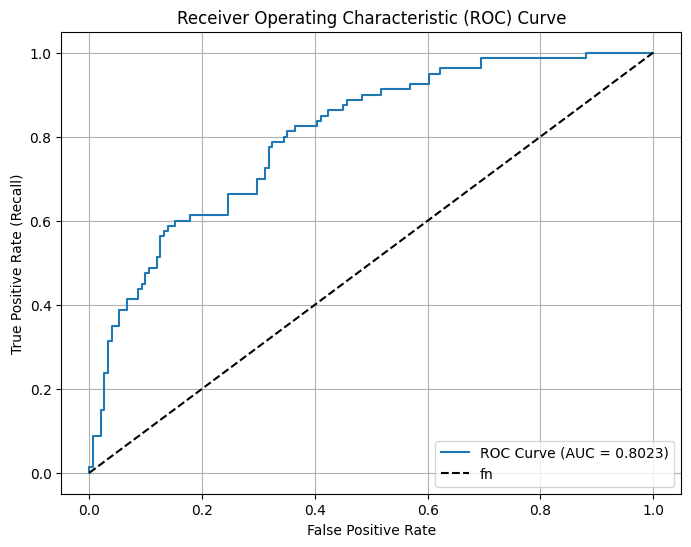 Receiver Operating Characteristic (ROC) Curve
1.0
0.8
0.6
0.4
0.2
0.0
True Positive Rate (Recall)
ROC Curve (AUC = 0.8023)
fn
0.0 0.2 0.4 0.6 0.8 1.0
False Positive Rate